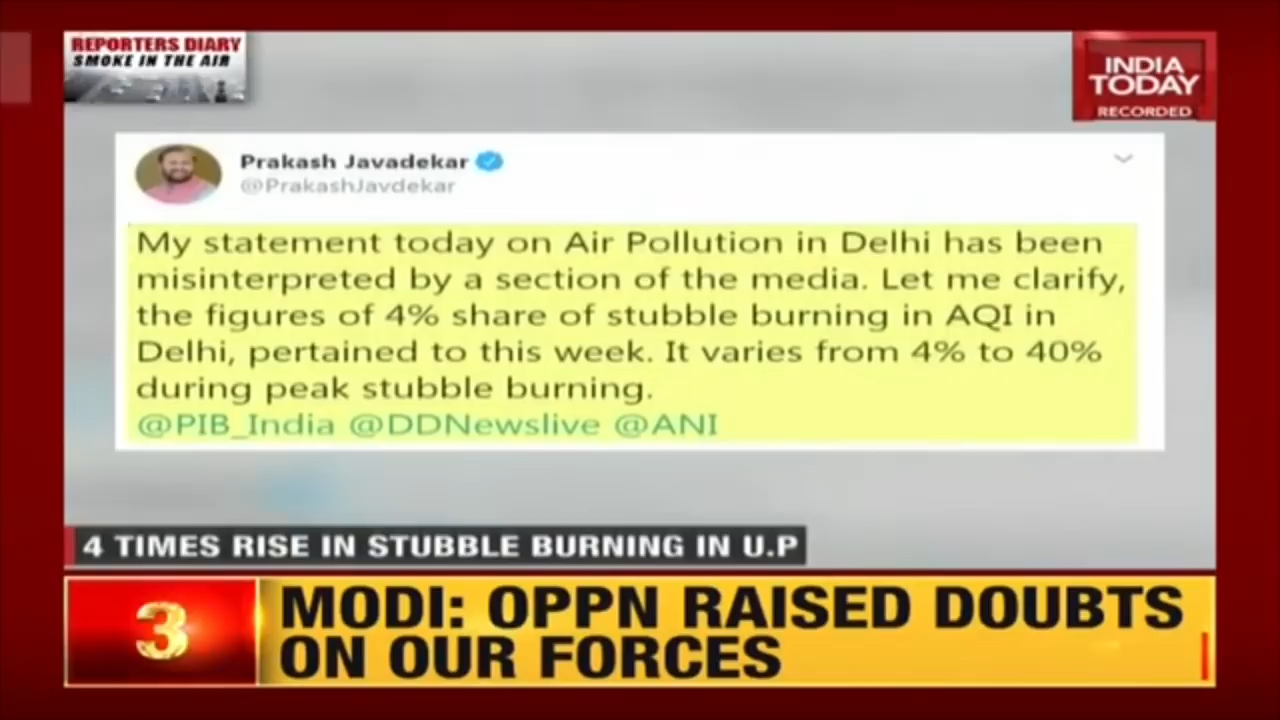 REPORTERS DIARY
SMOKE IN THE AIR
INDIA
TODAY
RECORDED
Prakash Javadekar
@PrakashJavdekar
My statement today on Air Pollution in Delhi has been
misinterpreted by a section of the media. Let me clarify,
the figures of 4% share of stubble burning in AQI in
Delhi, pertained to this week. It varies from 4% to 40%
during peak stubble burning.
@PIB_India @DDNewslive @ANI
4 TIMES RISE IN STUBBLE BURNING IN U.P
3
MODI: OPPN RAISED DOUBTS
ON OUR FORCES